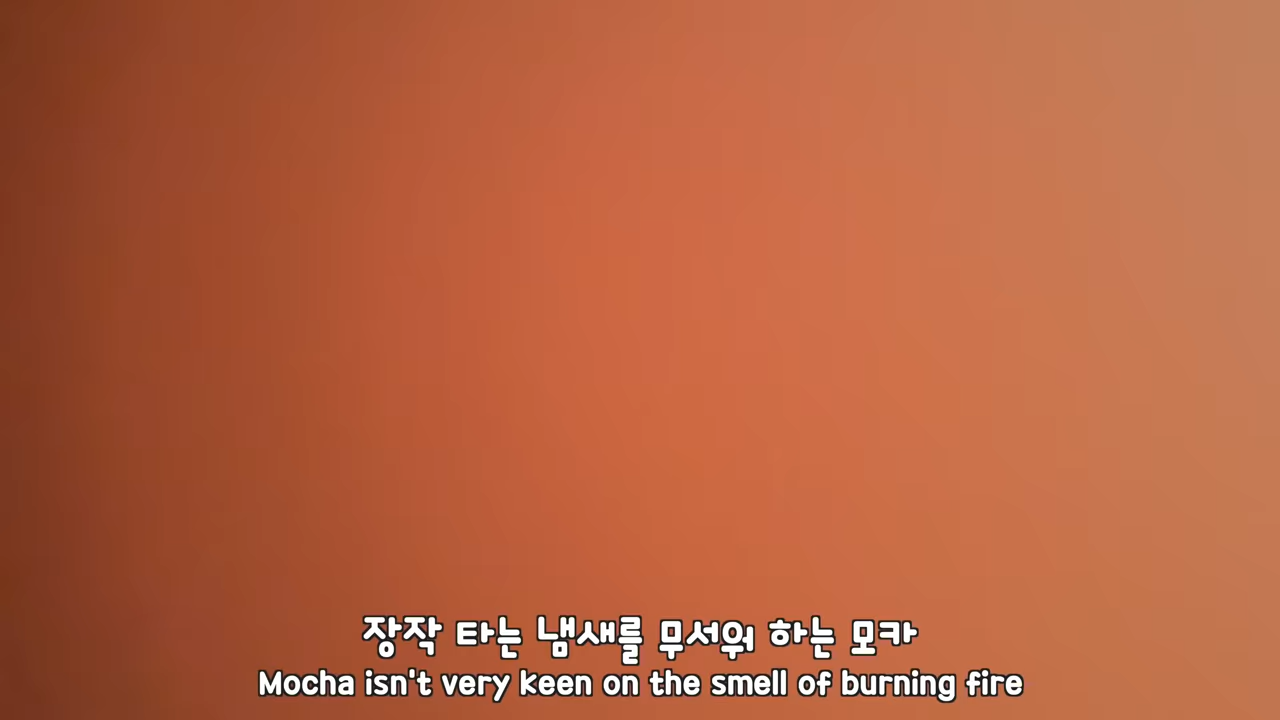 장작 타는 냄새를 무서워 하는 모카
Mocha isn't very keen on the smell of burning fire